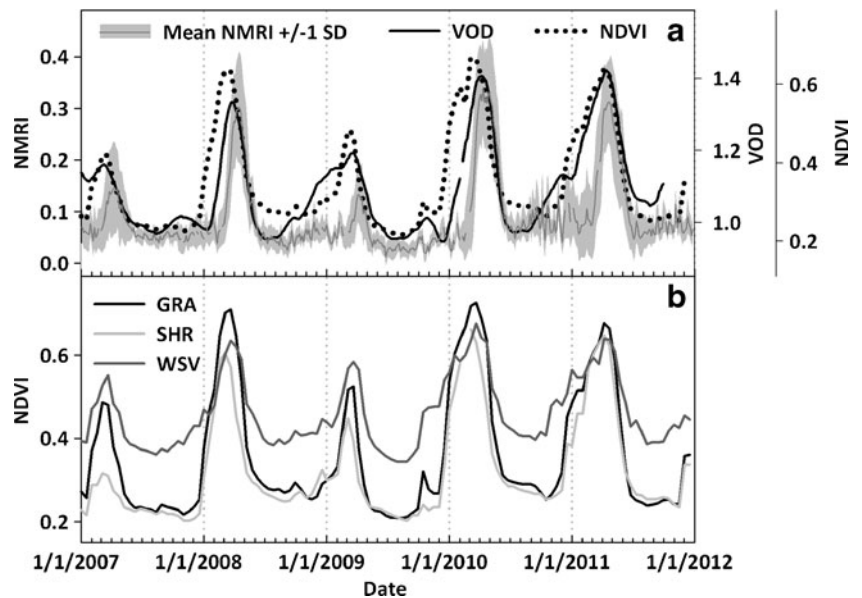 Mean NMRI +/-1 SD
VOD
NDVI
a
0.4
0.3
0.2
0.1
0.0
NMRI
1.4
1.2
1.0
VOD
0.6
0.4
0.2
NDVI
b
GRA
SHR
WSV
0.6
0.4
0.2
NDVI
1/1/2007 1/1/2008 1/1/2009 1/1/2010 1/1/2011 1/1/2012
Date